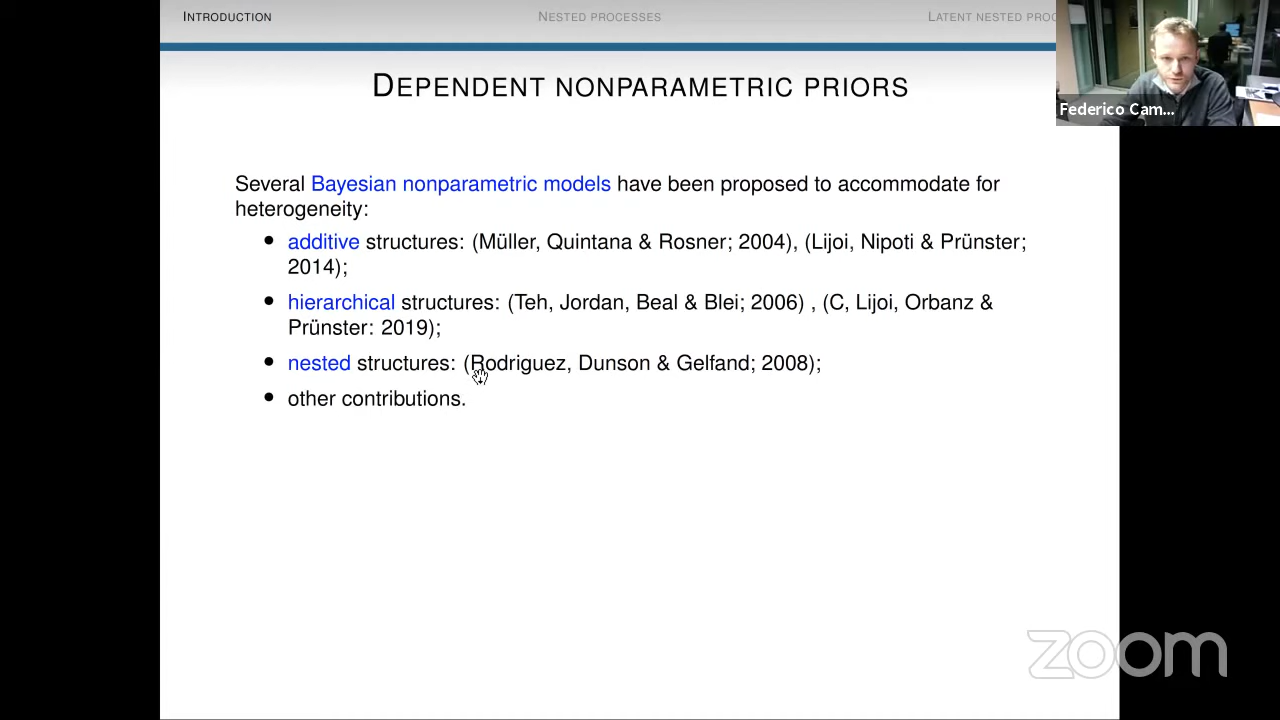 INTRODUCTION
NESTED PROCESSES
LATENT NESTED PROC
Federico Cam...
DEPENDENT NONPARAMETRIC PRIORS
Several Bayesian nonparametric models have been proposed to accommodate for
heterogeneity:
• additive structures: (Müller, Quintana & Rosner; 2004), (Lijoi, Nipoti & Prünster;
2014);
• hierarchical structures: (Teh, Jordan, Beal & Blei; 2006) , (C, Lijoi, Orbanz &
Prünster: 2019);
• nested structures: (Rodriguez, Dunson & Gelfand; 2008);
• other contributions.
zoom